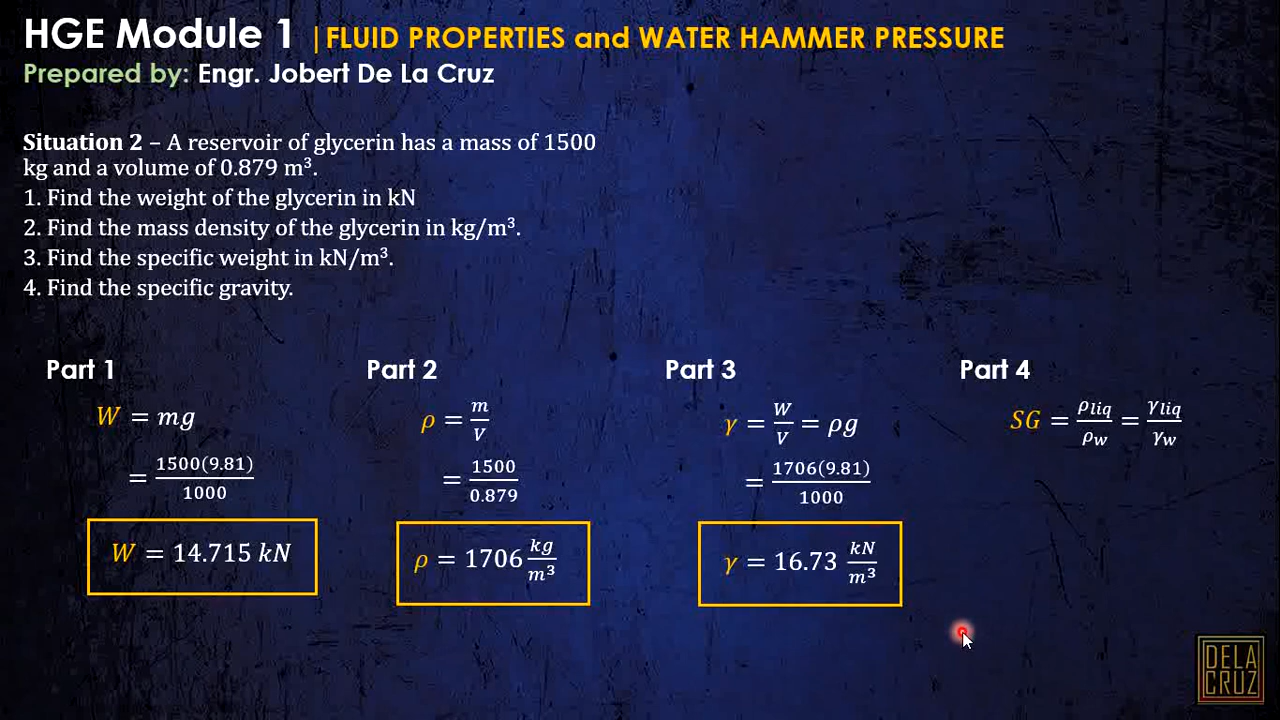 HGE Module 1 | FLUID PROPERTIES and WATER HAMMER PRESSURE
Prepared by: Engr. Jobert De La Cruz
Situation 2 – A reservoir of glycerin has a mass of 1500
kg and a volume of 0.879 m³.
1. Find the weight of the glycerin in kN
2. Find the mass density of the glycerin in kg/m³.
3. Find the specific weight in kN/m³.
4. Find the specific gravity.
Part 1
W = mg
= 1500(9.81)/1000
W = 14.715 kN
Part 2
ρ = m/V
= 1500/0.879
ρ = 1706 kg/m³
Part 3
γ = W/V = ρg
= 1706(9.81)/1000
γ = 16.73 kN/m³
Part 4
SG = ρliq/ρw = γliq/γw
DELA
CRUZ